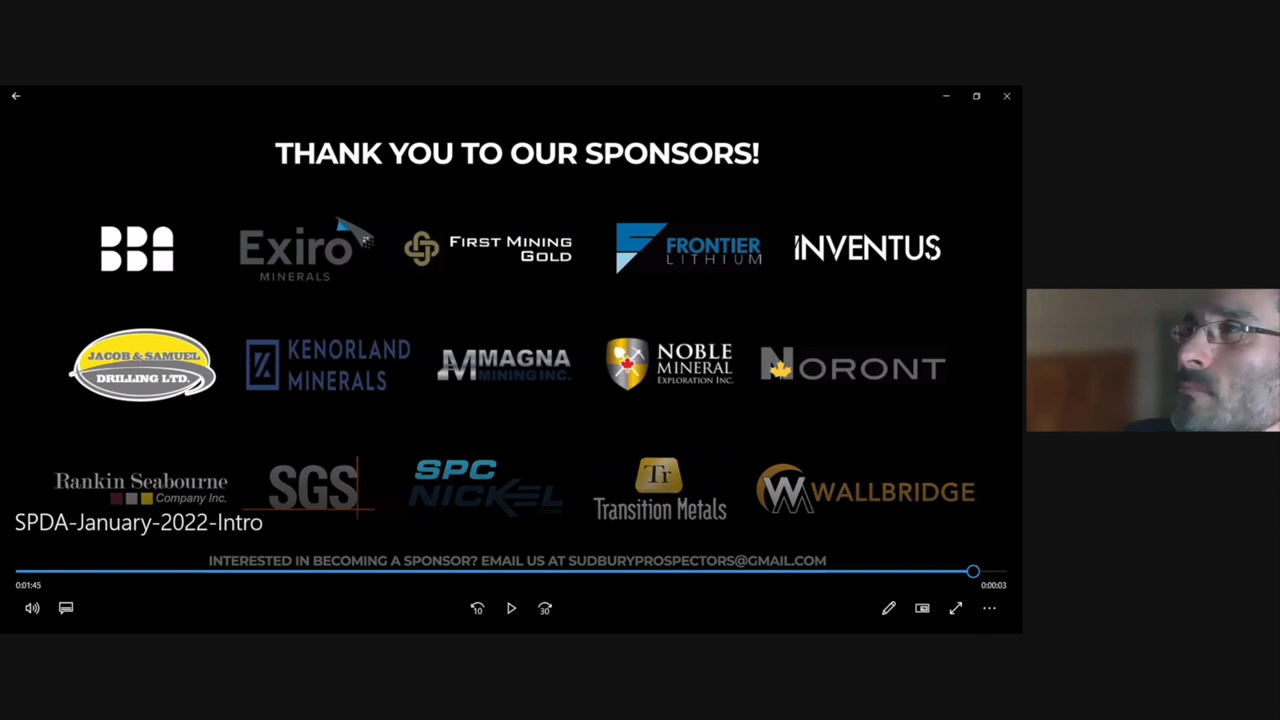 THANK YOU TO OUR SPONSORS!
BBA
Exiro
MINERALS
FIRST MINING
GOLD
FRONTIER
LITHIUM
INVENTUS
JACOB & SAMUEL
DRILLING LTD.
KENORLAND
MINERALS
MMAGNA
MINING INC.
NOBLE
MINERAL
EXPLORATION INC.
NORONT
Rankin Seabourne
Company Inc.
SGS
SPC
NICKEL
CORP.
Tr
Transition Metals
WALLBRIDGE
SPDA-January-2022-Intro
INTERESTED IN BECOMING A SPONSOR? EMAIL US AT SUDBURYPROSPECTORS@GMAIL.COM
0:01:45
0:00:03
10
30